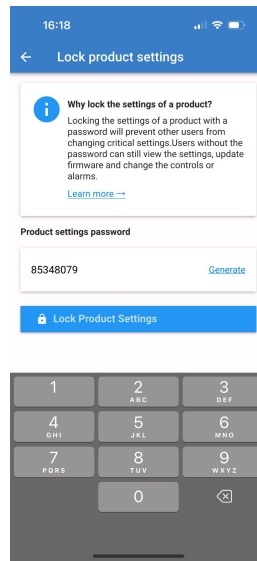 16:18
Lock product settings
Why lock the settings of a product?
Locking the settings of a product with a
password will prevent other users from
changing critical settings.Users without the
password can still view the settings, update
firmware and change the controls or
alarms.
Learn more →
Product settings password
85348079 Generate
Lock Product Settings
1 2 3
ABC DEF
4 5 6
GHI JKL MNO
7 8 9
PQRS TUV WXYZ
0